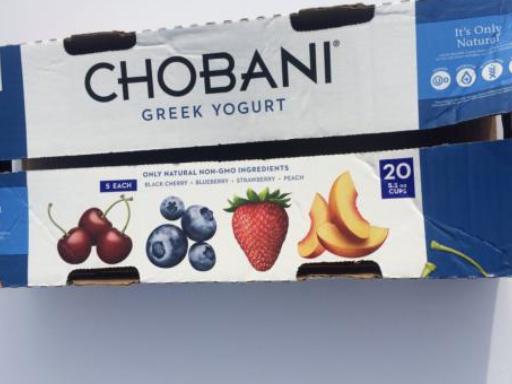 It's Only
Natural
CHOBANI®
GREEK YOGURT
ONLY NATURAL NON-GMO INGREDIENTS
5 EACH
BLACK CHERRY • BLUEBERRY • STRAWBERRY • PEACH
20
5.3 oz
CUPS